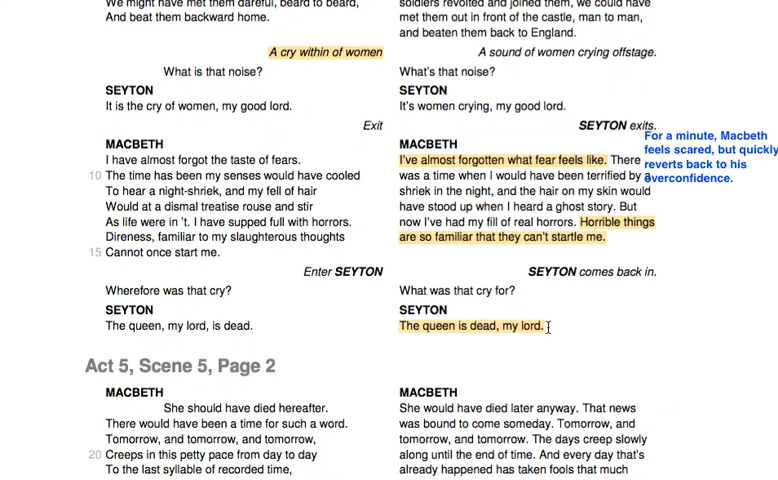 We might have met them dareful, beard to beard,
And beat them backward home.
A cry within of women
What is that noise?
SEYTON
It is the cry of women, my good lord.
Exit
MACBETH
I have almost forgot the taste of fears.
10 The time has been my senses would have cooled
To hear a night-shriek, and my fell of hair
Would at a dismal treatise rouse and stir
As life were in 't. I have supped full with horrors.
Direness, familiar to my slaughterous thoughts
15 Cannot once start me.
Enter SEYTON
Wherefore was that cry?
SEYTON
The queen, my lord, is dead.
soldiers revolted and joined them, we could have
met them out in front of the castle, man to man,
and beaten them back to England.
A sound of women crying offstage.
What's that noise?
SEYTON
It's women crying, my good lord.
SEYTON exits.
MACBETH
I've almost forgotten what fear feels like. There
was a time when I would have been terrified by a
shriek in the night, and the hair on my skin would
have stood up when I heard a ghost story. But
now I've had my fill of real horrors. Horrible things
are so familiar that they can't startle me.
SEYTON comes back in.
What was that cry for?
SEYTON
The queen is dead, my lord.
For a minute, Macbeth
feels scared, but quickly
reverts back to his
overconfidence.
Act 5, Scene 5, Page 2
MACBETH
She should have died hereafter.
There would have been a time for such a word.
Tomorrow, and tomorrow, and tomorrow,
20 Creeps in this petty pace from day to day
To the last syllable of recorded time,
MACBETH
She would have died later anyway. That news
was bound to come someday. Tomorrow, and
tomorrow, and tomorrow. The days creep slowly
along until the end of time. And every day that's
already happened has taken fools that much